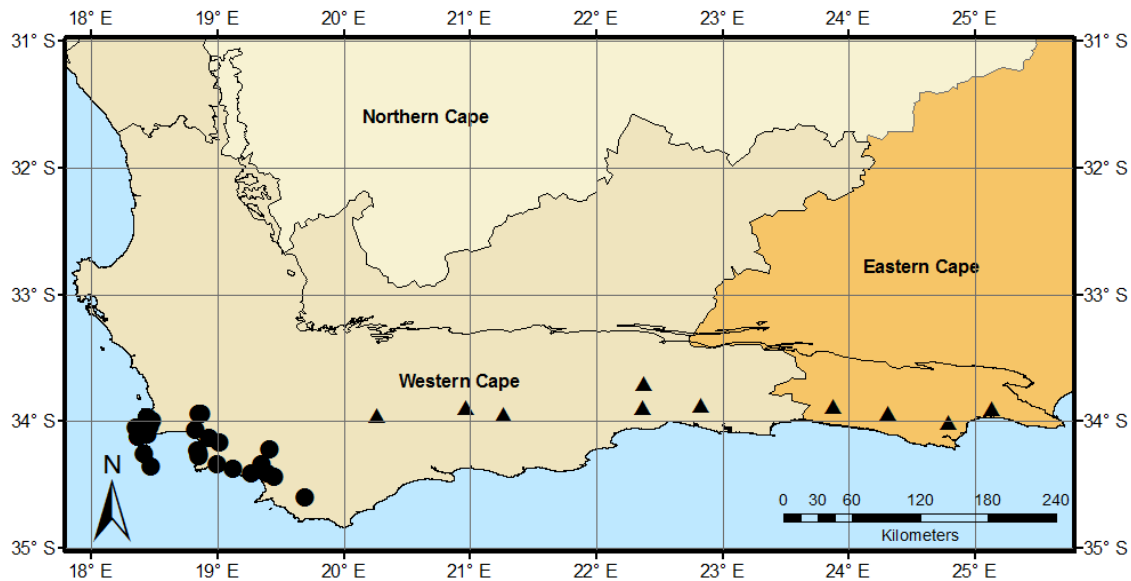 18° E 19° E 20° E 21° E 22° E 23° E 24° E 25° E
31° S 31° S
Northern Cape
32° S 32° S
Eastern Cape
33° S 33° S
Western Cape
34° S 34° S
N
0 30 60 120 180 240
Kilometers
35° S 35° S
18° E 19° E 20° E 21° E 22° E 23° E 24° E 25° E